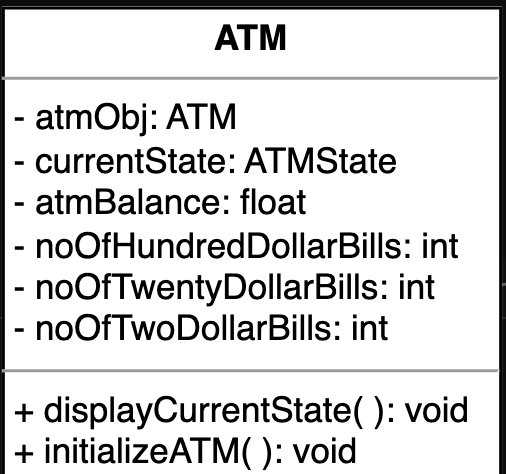 ATM
- atmObj: ATM
- currentState: ATMState
- atmBalance: float
- noOfHundredDollarBills: int
- noOfTwentyDollarBills: int
- noOfTwoDollarBills: int
+ displayCurrentState( ): void
+ initializeATM( ): void